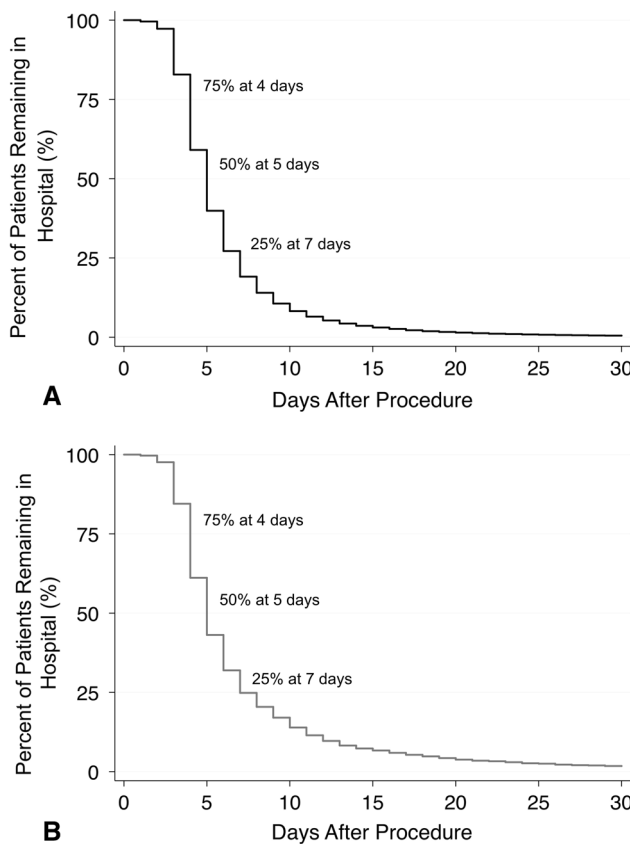 Percent of Patients Remaining in
Hospital (%)
100
75
50
25
0
75% at 4 days
50% at 5 days
25% at 7 days
0 5 10 15 20 25 30
Days After Procedure
A
Percent of Patients Remaining in
Hospital (%)
100
75
50
25
0
75% at 4 days
50% at 5 days
25% at 7 days
0 5 10 15 20 25 30
Days After Procedure
B